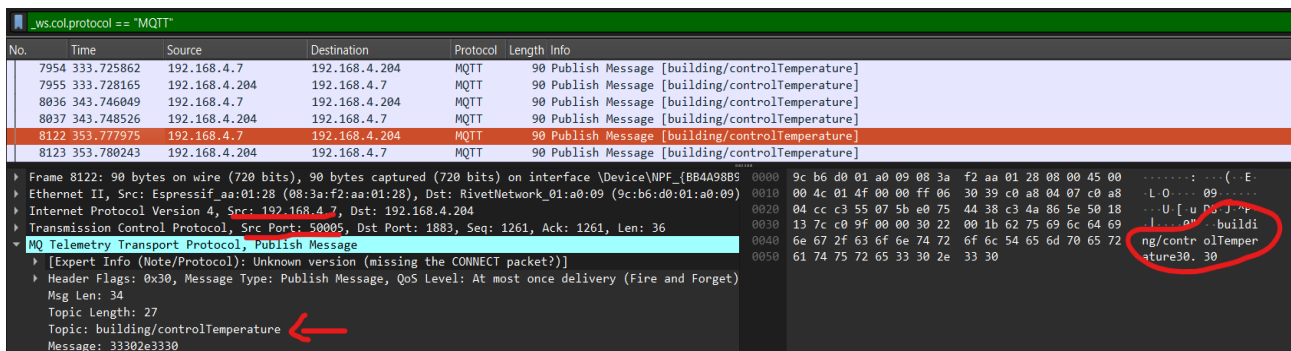 _ws.col.protocol == "MQTT"
No. Time Source Destination Protocol Length Info
7954 333.725862 192.168.4.7 192.168.4.204 MQTT 90 Publish Message [building/controlTemperature]
7955 333.728165 192.168.4.204 192.168.4.7 MQTT 90 Publish Message [building/controlTemperature]
8036 343.746049 192.168.4.7 192.168.4.204 MQTT 90 Publish Message [building/controlTemperature]
8037 343.748526 192.168.4.204 192.168.4.7 MQTT 90 Publish Message [building/controlTemperature]
8122 353.777975 192.168.4.7 192.168.4.204 MQTT 90 Publish Message [building/controlTemperature]
8123 353.780243 192.168.4.204 192.168.4.7 MQTT 90 Publish Message [building/controlTemperature]
Frame 8122: 90 bytes on wire (720 bits), 90 bytes captured (720 bits) on interface \Device\NPF_{BB4A98B9
Ethernet II, Src: Espressif_aa:01:28 (08:3a:f2:aa:01:28), Dst: RivetNetwork_01:a0:09 (9c:b6:d0:01:a0:09)
Internet Protocol Version 4, Src: 192.168.4.7, Dst: 192.168.4.204
Transmission Control Protocol, Src Port: 50005, Dst Port: 1883, Seq: 1261, Ack: 1261, Len: 36
MQ Telemetry Transport Protocol, Publish Message
[Expert Info (Note/Protocol): Unknown version (missing the CONNECT packet?)]
Header Flags: 0x30, Message Type: Publish Message, QoS Level: At most once delivery (Fire and Forget)
Msg Len: 34
Topic Length: 27
Topic: building/controlTemperature
Message: 33302e3330
0000 9c b6 d0 01 a0 09 08 3a f2 aa 01 28 08 00 45 00 ·······: ···(··E·
0010 00 4c 01 4f 00 00 ff 06 30 39 c0 a8 04 07 c0 a8 ·L·O···· 09······
0020 04 cc c3 55 07 5b e0 75 44 38 c3 4a 86 5e 50 18 ···U·[·u D8·J·^P·
0030 13 7c c0 9f 00 00 30 22 00 1b 62 75 69 6c 64 69 ·|····0" ··buildi
0040 6e 67 2f 63 6f 6e 74 72 6f 6c 54 65 6d 70 65 72 ng/contr olTemper
0050 61 74 75 72 65 33 30 2e 33 30 ature30. 30